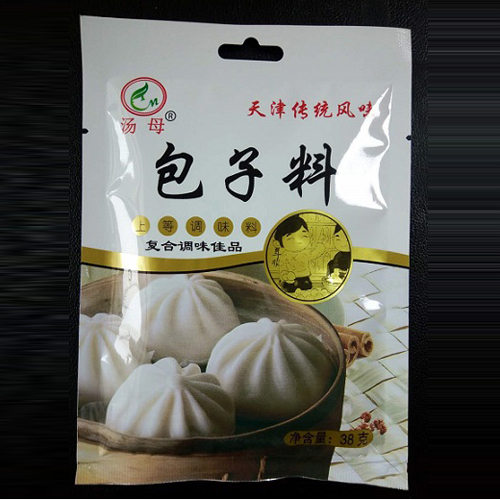 汤母®
天津传统风味
包子料
上等调味料
复合调味佳品
净含量：38克